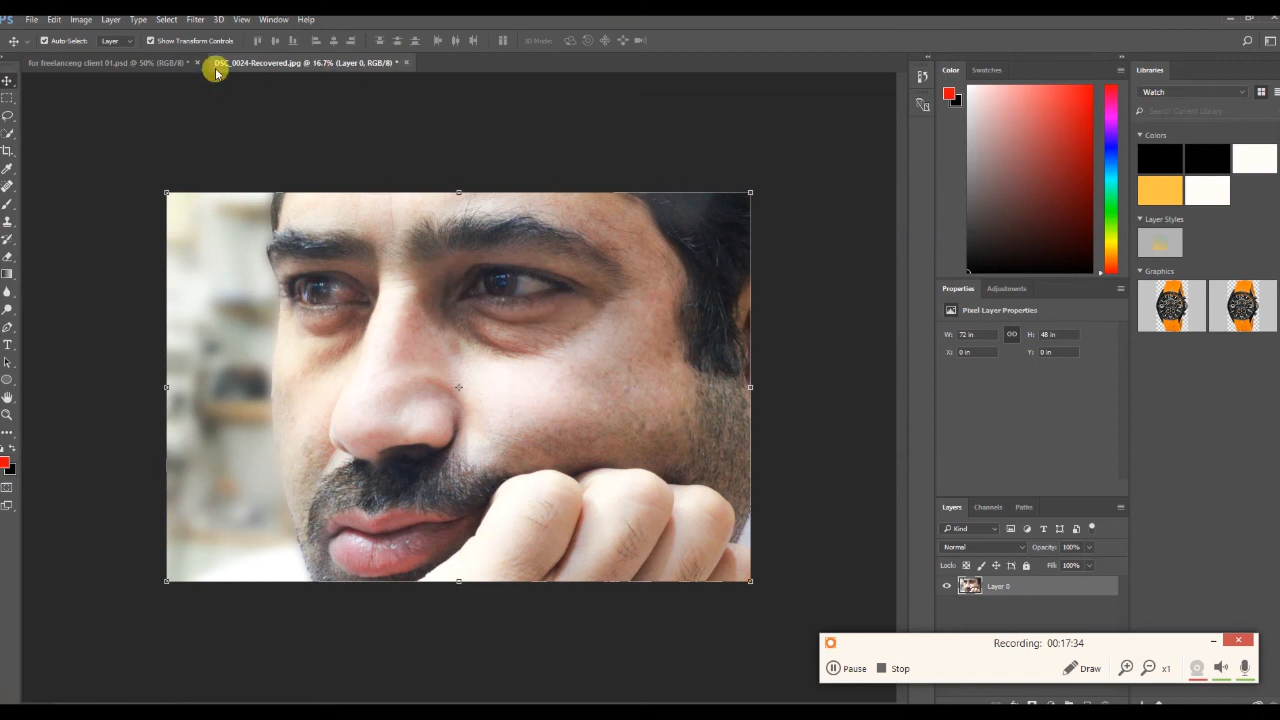 PS File Edit Image Layer Type Select Filter 3D View Window Help
Auto-Select: Layer Show Transform Controls 3D Mode:
for freelanceng client 01.psd @ 50% (RGB/8) * × DSC_0024-Recovered.jpg @ 16.7% (Layer 0, RGB/8) * ×
Color Swatches
Libraries
Watch
Search Current Library
Colors
Layer Styles
Graphics
Properties Adjustments
Pixel Layer Properties
W: 72 in H: 48 in
X: 0 in Y: 0 in
Layers Channels Paths
Kind
Normal Opacity: 100%
Lock: Fill: 100%
Layer 0
Recording: 00:17:34
Pause Stop Draw x1